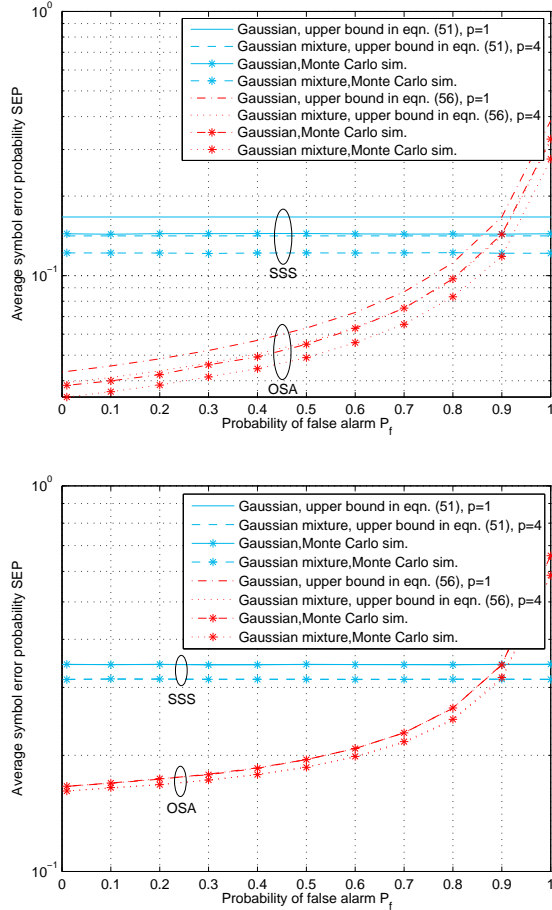 10^0
Gaussian, upper bound in eqn. (51), p=1
Gaussian mixture, upper bound in eqn. (51), p=4
Gaussian,Monte Carlo sim.
Gaussian mixture,Monte Carlo sim.
Gaussian, upper bound in eqn. (56), p=1
Gaussian mixture, upper bound in eqn. (56), p=4
Gaussian,Monte Carlo sim.
Gaussian mixture,Monte Carlo sim.
Average symbol error probability SEP
10^−1
SSS
OSA
0 0.1 0.2 0.3 0.4 0.5 0.6 0.7 0.8 0.9 1
Probability of false alarm P_f
10^0
Gaussian, upper bound in eqn. (51), p=1
Gaussian mixture, upper bound in eqn. (51), p=4
Gaussian,Monte Carlo sim.
Gaussian mixture,Monte Carlo sim.
Gaussian, upper bound in eqn. (56), p=1
Gaussian mixture, upper bound in eqn. (56), p=4
Gaussian,Monte Carlo sim.
Gaussian mixture,Monte Carlo sim.
Average symbol error probability SEP
SSS
OSA
10^−1
0 0.1 0.2 0.3 0.4 0.5 0.6 0.7 0.8 0.9 1
Probability of false alarm P_f